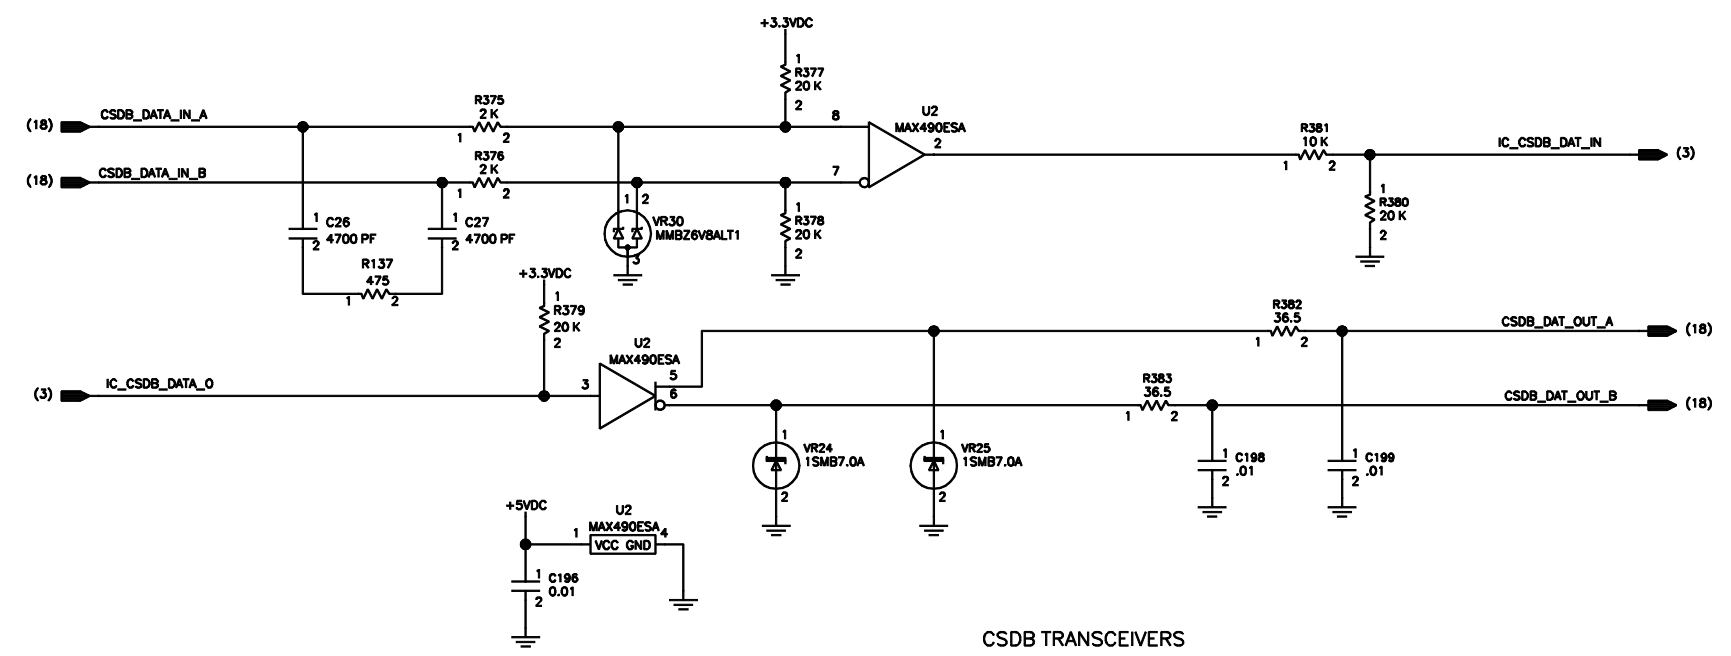 +3.3VDC
1
R377
20 K
2
(18)
CSDB_DATA_IN_A
R375
2 K
1
2
8
U2
MAX490ESA
2
R381
10 K
1
2
IC_CSDB_DAT_IN
(3)
(18)
CSDB_DATA_IN_B
R376
2 K
1
2
7
1
2
VR30
MMBZ6V8ALT1
3
1
R378
20 K
2
1
R380
20 K
2
1
C26
4700 PF
2
1
C27
4700 PF
2
R137
475
1
2
+3.3VDC
1
R379
20 K
2
(3)
IC_CSDB_DATA_O
3
U2
MAX490ESA
5
6
R382
36.5
1
2
CSDB_DAT_OUT_A
(18)
R383
36.5
1
2
CSDB_DAT_OUT_B
(18)
1
VR24
1SMB7.0A
2
1
VR25
1SMB7.0A
2
1
C198
.01
2
1
C199
.01
2
+5VDC
1
U2
MAX490ESA
VCC GND
4
1
C196
0.01
2
CSDB TRANSCEIVERS